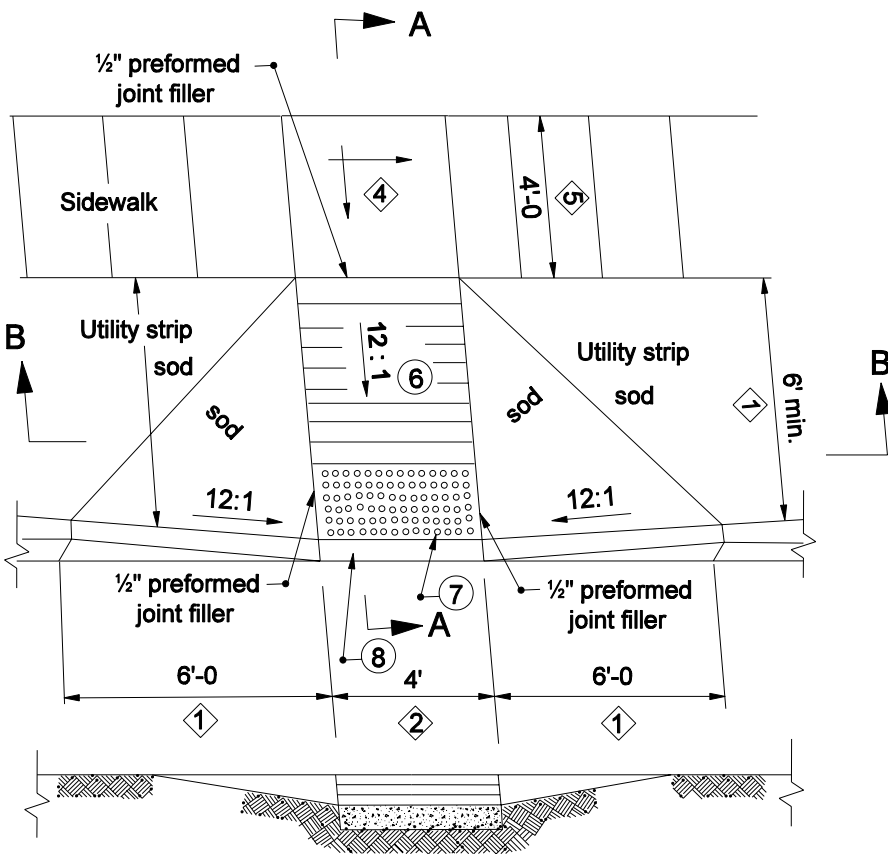 A
½" preformed
joint filler
4
4'-0
5
Sidewalk
Utility strip
sod
12 : 1
6
Utility strip
sod
B
B
sod
sod
6' min.
1
12:1
12:1
½" preformed
joint filler
7
½" preformed
joint filler
A
8
6'-0
4'
6'-0
1
2
1